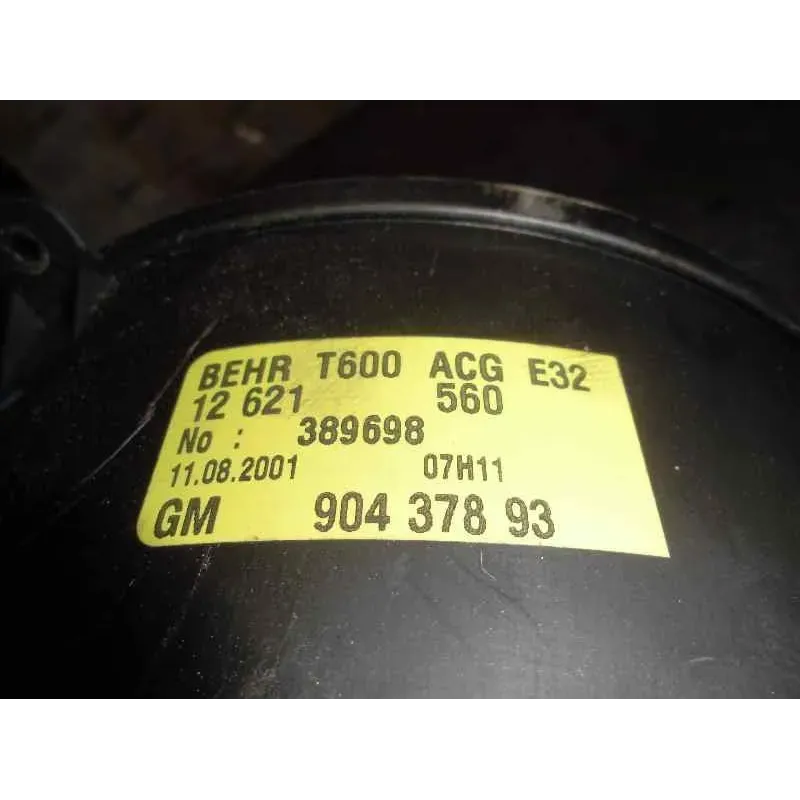 BEHR T600 ACG E32
12 621 560
No : 389698
11.08.2001 07H11
GM 904 378 93